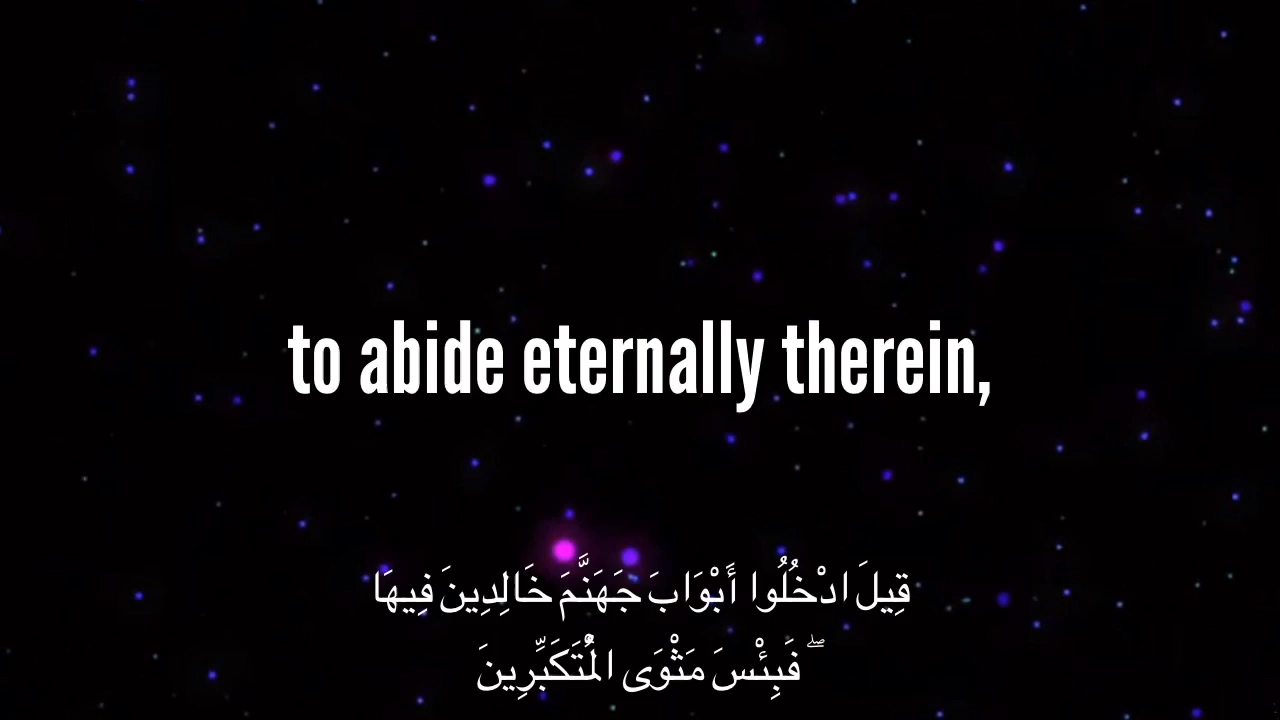 to abide eternally therein,
قِيلَ ادْخُلُوا أَبْوَابَ جَهَنَّمَ خَالِدِينَ فِيهَا
ۖ فَبِئْسَ مَثْوَى الْمُتَكَبِّرِينَ